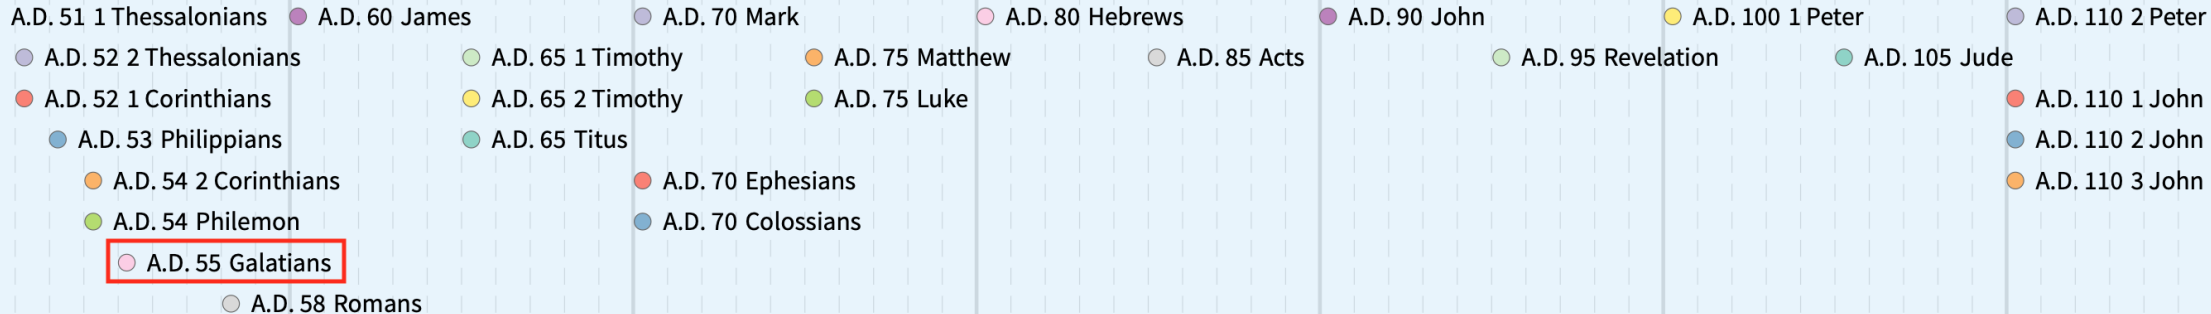 A.D. 51 1 Thessalonians A.D. 60 James A.D. 70 Mark A.D. 80 Hebrews A.D. 90 John A.D. 100 1 Peter A.D. 110 2 Peter
A.D. 52 2 Thessalonians A.D. 65 1 Timothy A.D. 75 Matthew A.D. 85 Acts A.D. 95 Revelation A.D. 105 Jude
A.D. 52 1 Corinthians A.D. 65 2 Timothy A.D. 75 Luke A.D. 110 1 John
A.D. 53 Philippians A.D. 65 Titus A.D. 110 2 John
A.D. 54 2 Corinthians A.D. 70 Ephesians A.D. 110 3 John
A.D. 54 Philemon A.D. 70 Colossians
A.D. 55 Galatians
A.D. 58 Romans